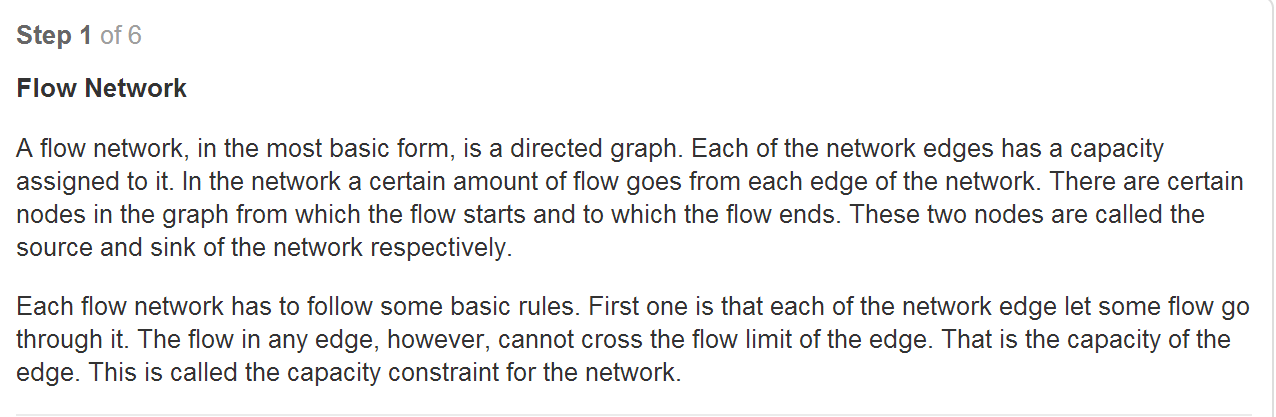 Step 1 of 6
Flow Network
A flow network, in the most basic form, is a directed graph. Each of the network edges has a capacity
assigned to it. In the network a certain amount of flow goes from each edge of the network. There are certain
nodes in the graph from which the flow starts and to which the flow ends. These two nodes are called the
source and sink of the network respectively.
Each flow network has to follow some basic rules. First one is that each of the network edge let some flow go
through it. The flow in any edge, however, cannot cross the flow limit of the edge. That is the capacity of the
edge. This is called the capacity constraint for the network.